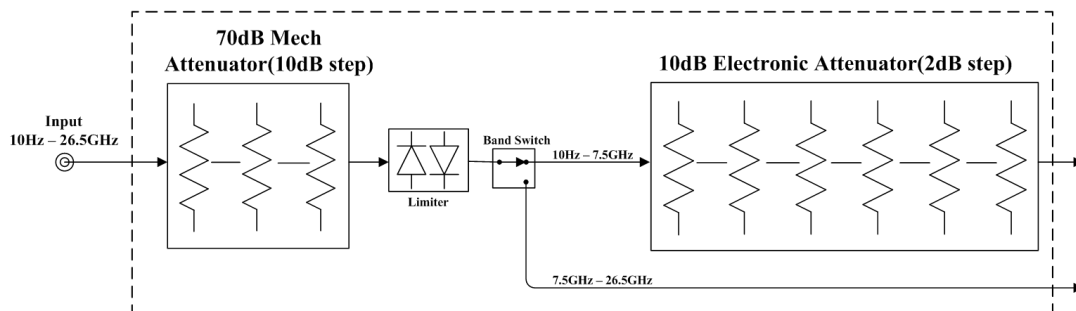 70dB Mech
Attenuator(10dB step)
10dB Electronic Attenuator(2dB step)
Input
10Hz – 26.5GHz
Band Switch
10Hz – 7.5GHz
Limiter
7.5GHz – 26.5GHz